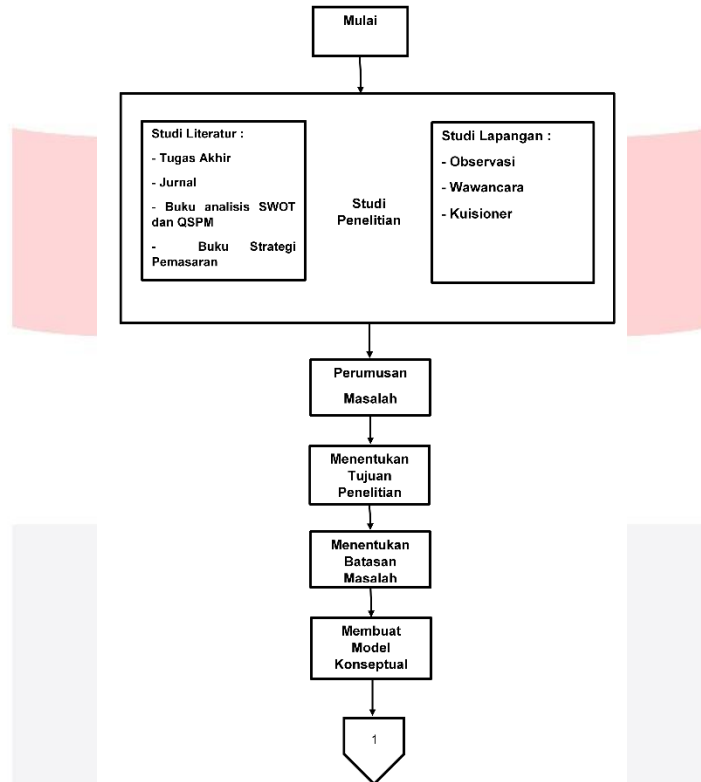 Mulai
Studi Literatur :
- Tugas Akhir
- Jurnal
- Buku analisis SWOT
dan QSPM
- Buku Strategi
Pemasaran
Studi
Penelitian
Studi Lapangan :
- Observasi
- Wawancara
- Kuisioner
Perumusan
Masalah
Menentukan
Tujuan
Penelitian
Menentukan
Batasan
Masalah
Membuat
Model
Konseptual
1